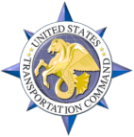 UNITED STATES
TRANSPORTATION COMMAND